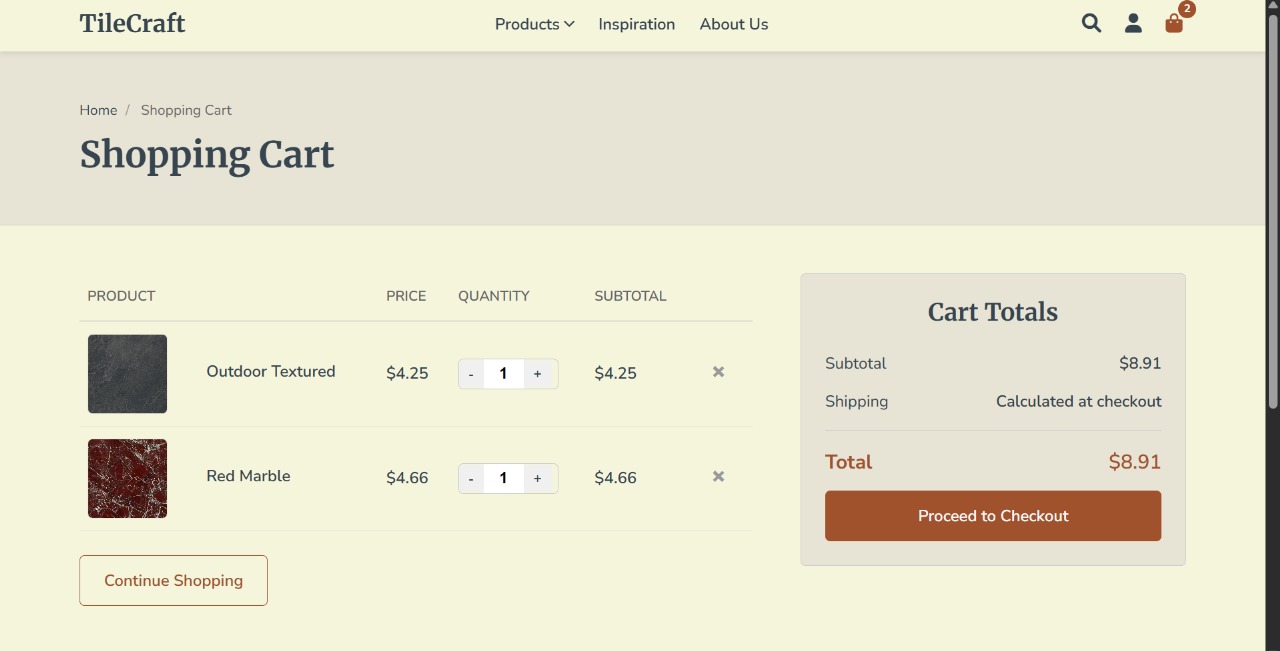 TileCraft
Products Inspiration About Us
2
Home / Shopping Cart
Shopping Cart
PRODUCT PRICE QUANTITY SUBTOTAL
Outdoor Textured $4.25 - 1 + $4.25 ✖
Red Marble $4.66 - 1 + $4.66 ✖
Continue Shopping
Cart Totals
Subtotal $8.91
Shipping Calculated at checkout
Total $8.91
Proceed to Checkout